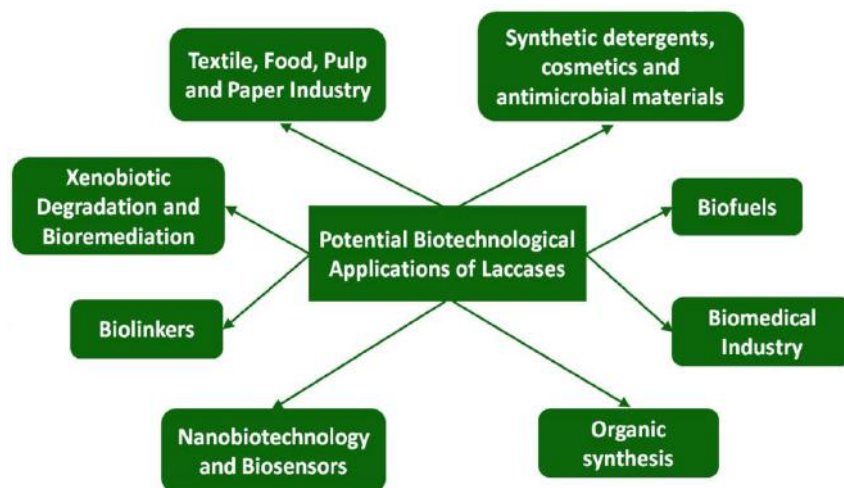 Textile, Food, Pulp
and Paper Industry
Synthetic detergents,
cosmetics and
antimicrobial materials
Xenobiotic
Degradation and
Bioremediation
Potential Biotechnological
Applications of Laccases
Biofuels
Biolinkers
Biomedical
Industry
Nanobiotechnology
and Biosensors
Organic
synthesis